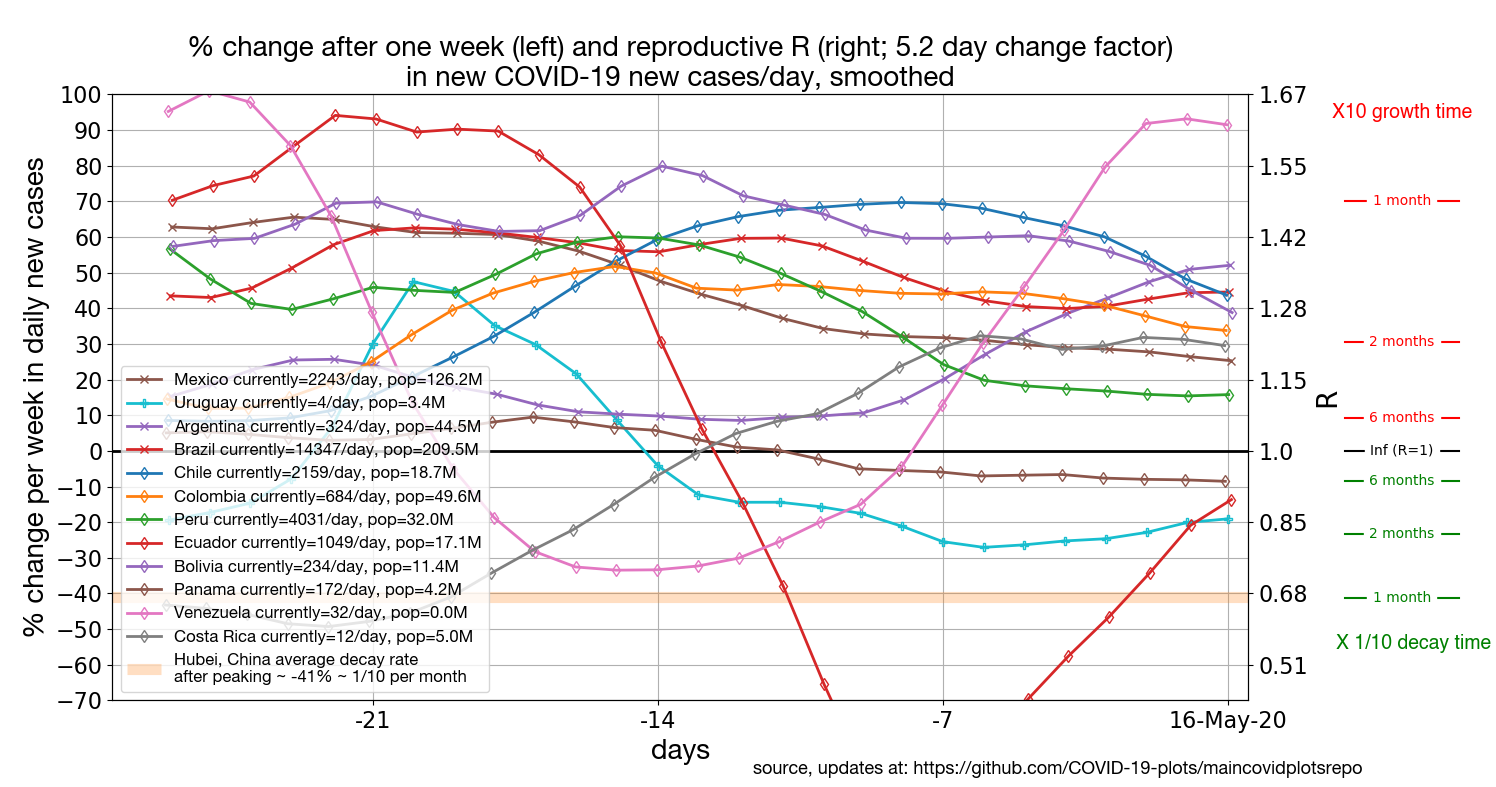 % change after one week (left) and reproductive R (right; 5.2 day change factor)
in new COVID-19 new cases/day, smoothed
% change per week in daily new cases
100
90
80
70
60
50
40
30
20
10
0
−10
−20
−30
−40
−50
−60
−70
Mexico currently=2243/day, pop=126.2M
Uruguay currently=4/day, pop=3.4M
Argentina currently=324/day, pop=44.5M
Brazil currently=14347/day, pop=209.5M
Chile currently=2159/day, pop=18.7M
Colombia currently=684/day, pop=49.6M
Peru currently=4031/day, pop=32.0M
Ecuador currently=1049/day, pop=17.1M
Bolivia currently=234/day, pop=11.4M
Panama currently=172/day, pop=4.2M
Venezuela currently=32/day, pop=0.0M
Costa Rica currently=12/day, pop=5.0M
Hubei, China average decay rate
after peaking ~ -41% ~ 1/10 per month
-21
-14
-7
16-May-20
days
1.67
1.55
1.42
1.28
1.15
1.0
0.85
0.68
0.51
R
X10 growth time
1 month
2 months
6 months
Inf (R=1)
6 months
2 months
1 month
X 1/10 decay time
source, updates at: https://github.com/COVID-19-plots/maincovidplotsrepo